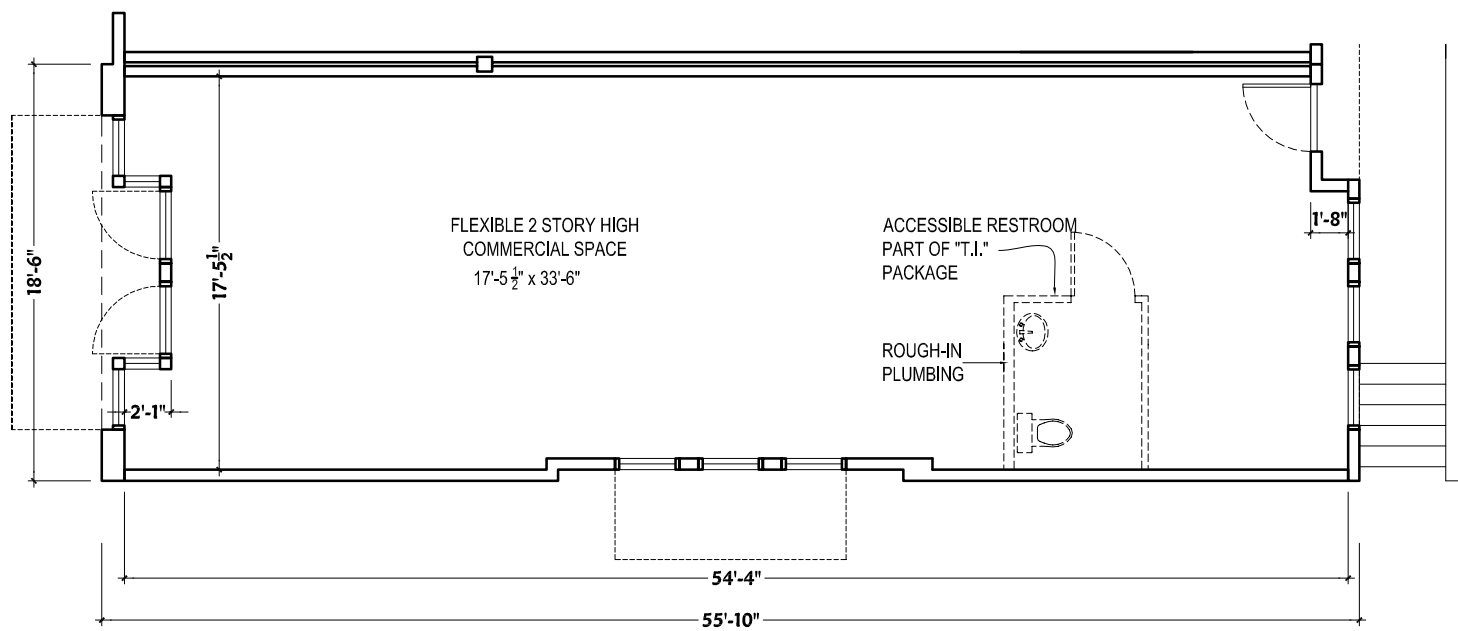 FLEXIBLE 2 STORY HIGH
COMMERCIAL SPACE
17'-5 1/2" x 33'-6"
ACCESSIBLE RESTROOM
PART OF "T.I."
PACKAGE
ROUGH-IN
PLUMBING
18'-6"
17'-5 1/2"
2'-1"
1'-8"
54'-4"
55'-10"